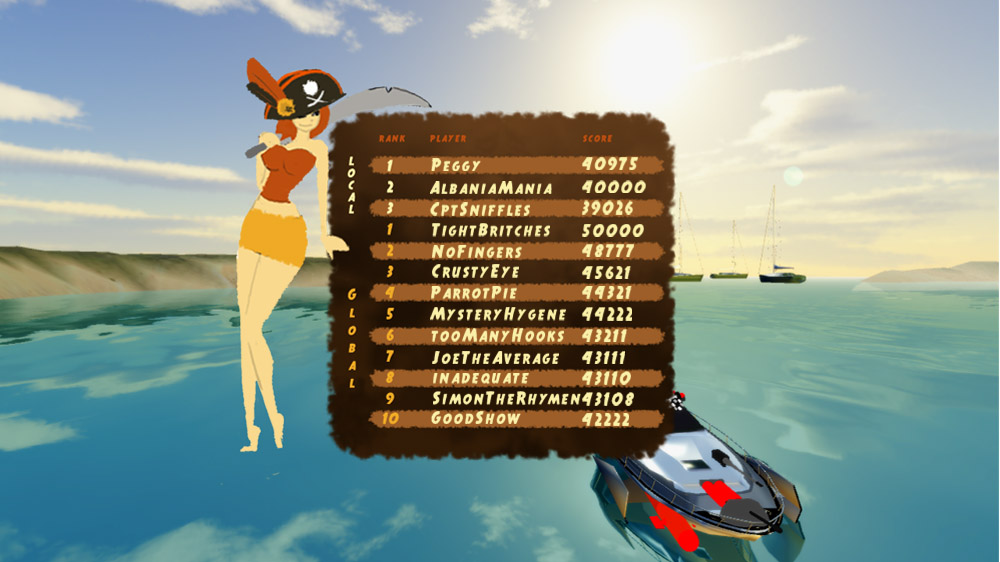 RANK PLAYER SCORE
LOCAL
1 PEGGY 40975
2 ALBANIAMANIA 40000
3 CPTSNIFFLES 39026
GLOBAL
1 TIGHTBRITCHES 50000
2 NOFINGERS 48777
3 CRUSTYEYE 45621
4 PARROTPIE 44321
5 MYSTERYHYGENE 44222
6 TOOMANYHOOKS 43211
7 JOETHEAVERAGE 43111
8 INADEQUATE 43110
9 SIMONTHERHYMEN 43108
10 GOODSHOW 42222